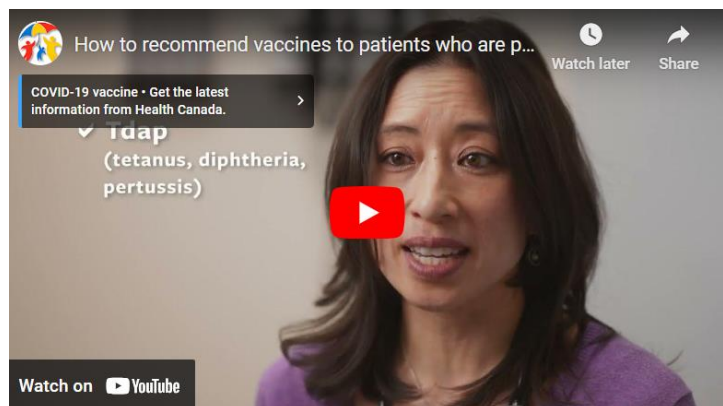 How to recommend vaccines to patients who are p...
Watch later
Share
COVID-19 vaccine • Get the latest
information from Health Canada.
Tdap
(tetanus, diphtheria,
pertussis)
Watch on YouTube